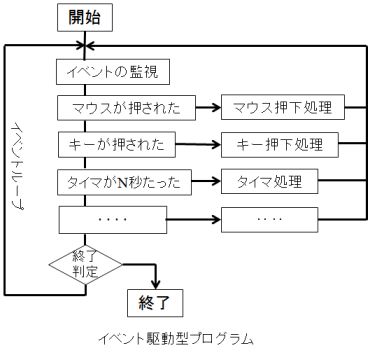 開始
イベントの監視
マウスが押された
マウス押下処理
キーが押された
キー押下処理
タイマがN秒たった
タイマ処理
‥‥
‥‥
イベントループ
終了
判定
終了
イベント駆動型プログラム